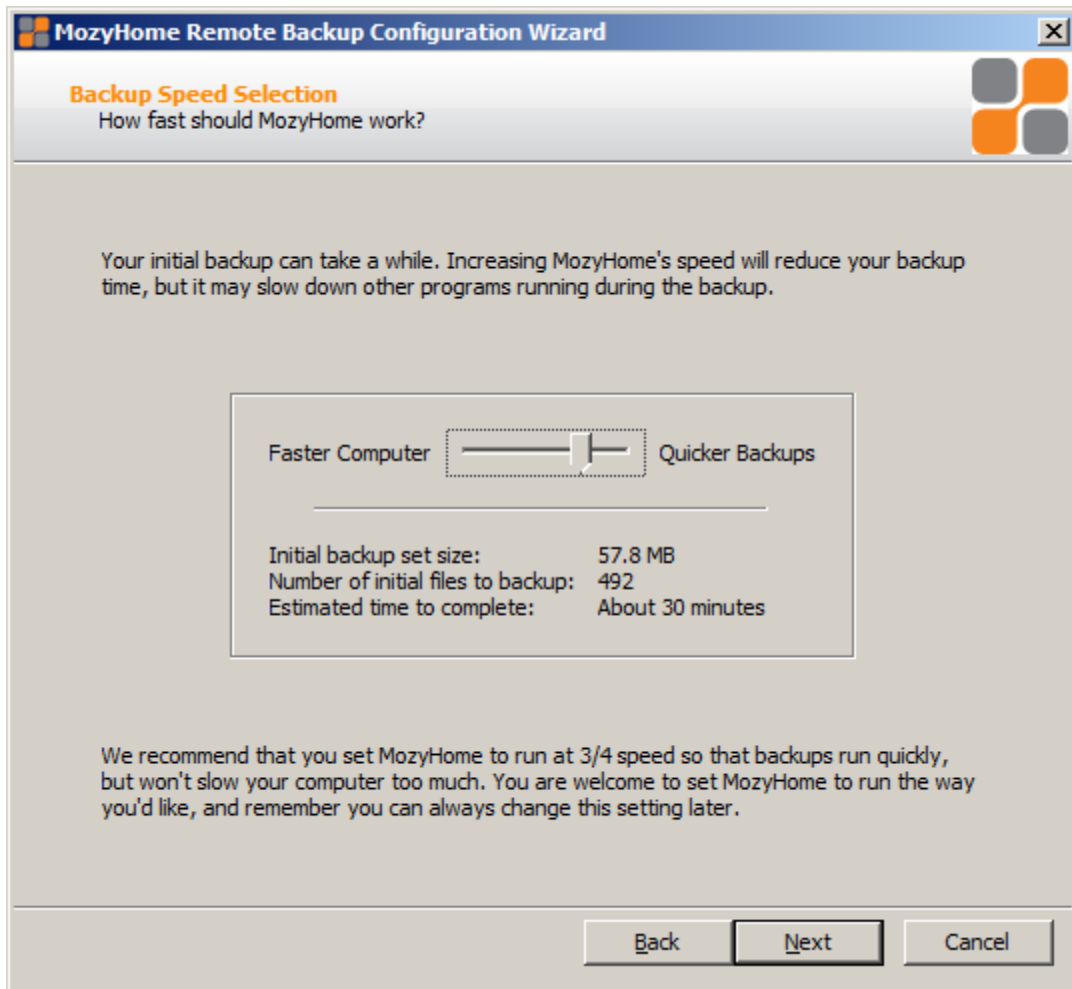 MozyHome Remote Backup Configuration Wizard
Backup Speed Selection
How fast should MozyHome work?
Your initial backup can take a while. Increasing MozyHome's speed will reduce your backup
time, but it may slow down other programs running during the backup.
Faster Computer Quicker Backups
Initial backup set size: 57.8 MB
Number of initial files to backup: 492
Estimated time to complete: About 30 minutes
We recommend that you set MozyHome to run at 3/4 speed so that backups run quickly,
but won't slow your computer too much. You are welcome to set MozyHome to run the way
you'd like, and remember you can always change this setting later.
Back Next Cancel